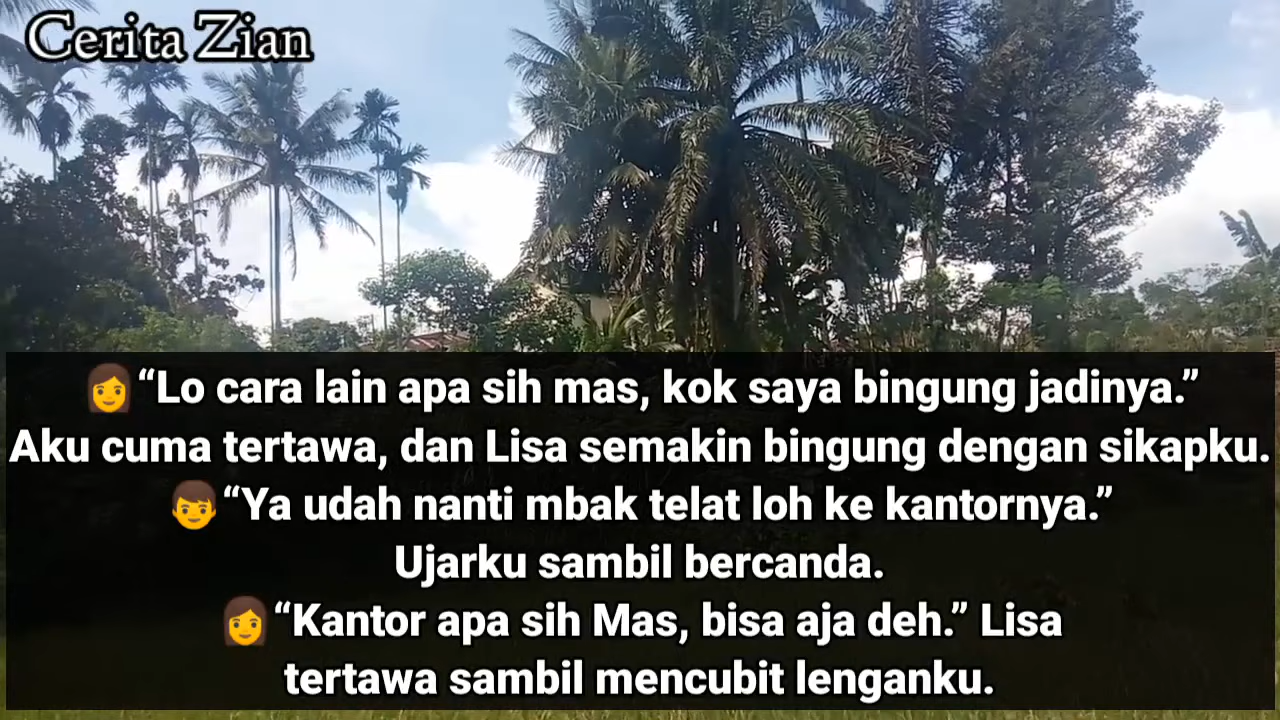 Cerita Zian
👩“Lo cara lain apa sih mas, kok saya bingung jadinya.”
Aku cuma tertawa, dan Lisa semakin bingung dengan sikapku.
👦“Ya udah nanti mbak telat loh ke kantornya.”
Ujarku sambil bercanda.
👩“Kantor apa sih Mas, bisa aja deh.” Lisa
tertawa sambil mencubit lenganku.